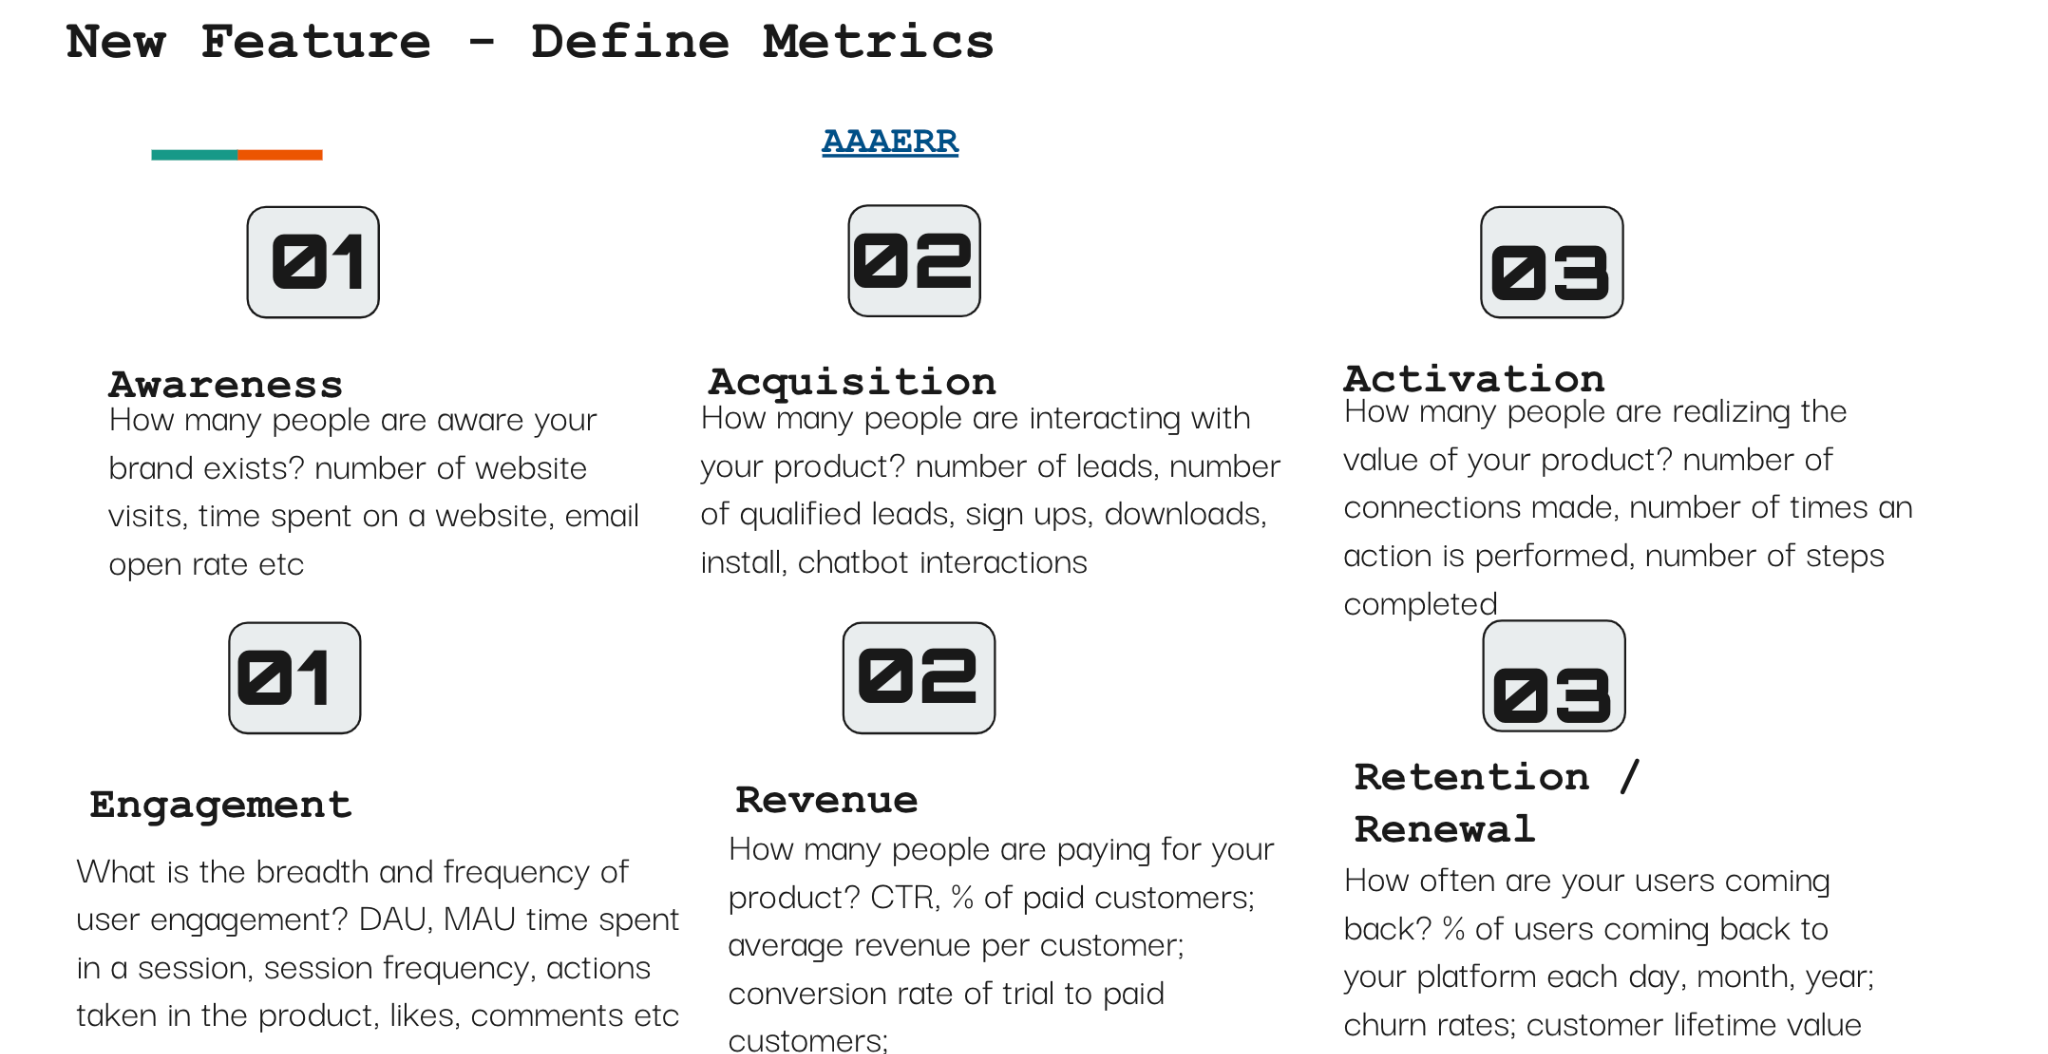 New Feature - Define Metrics
AAAERR
01
02
03
Awareness
How many people are aware your
brand exists? number of website
visits, time spent on a website, email
open rate etc
Acquisition
How many people are interacting with
your product? number of leads, number
of qualified leads, sign ups, downloads,
install, chatbot interactions
Activation
How many people are realizing the
value of your product? number of
connections made, number of times an
action is performed, number of steps
completed
01
02
03
Engagement
What is the breadth and frequency of
user engagement? DAU, MAU time spent
in a session, session frequency, actions
taken in the product, likes, comments etc
Revenue
How many people are paying for your
product? CTR, % of paid customers;
average revenue per customer;
conversion rate of trial to paid
customers;
Retention /
Renewal
How often are your users coming
back? % of users coming back to
your platform each day, month, year;
churn rates; customer lifetime value